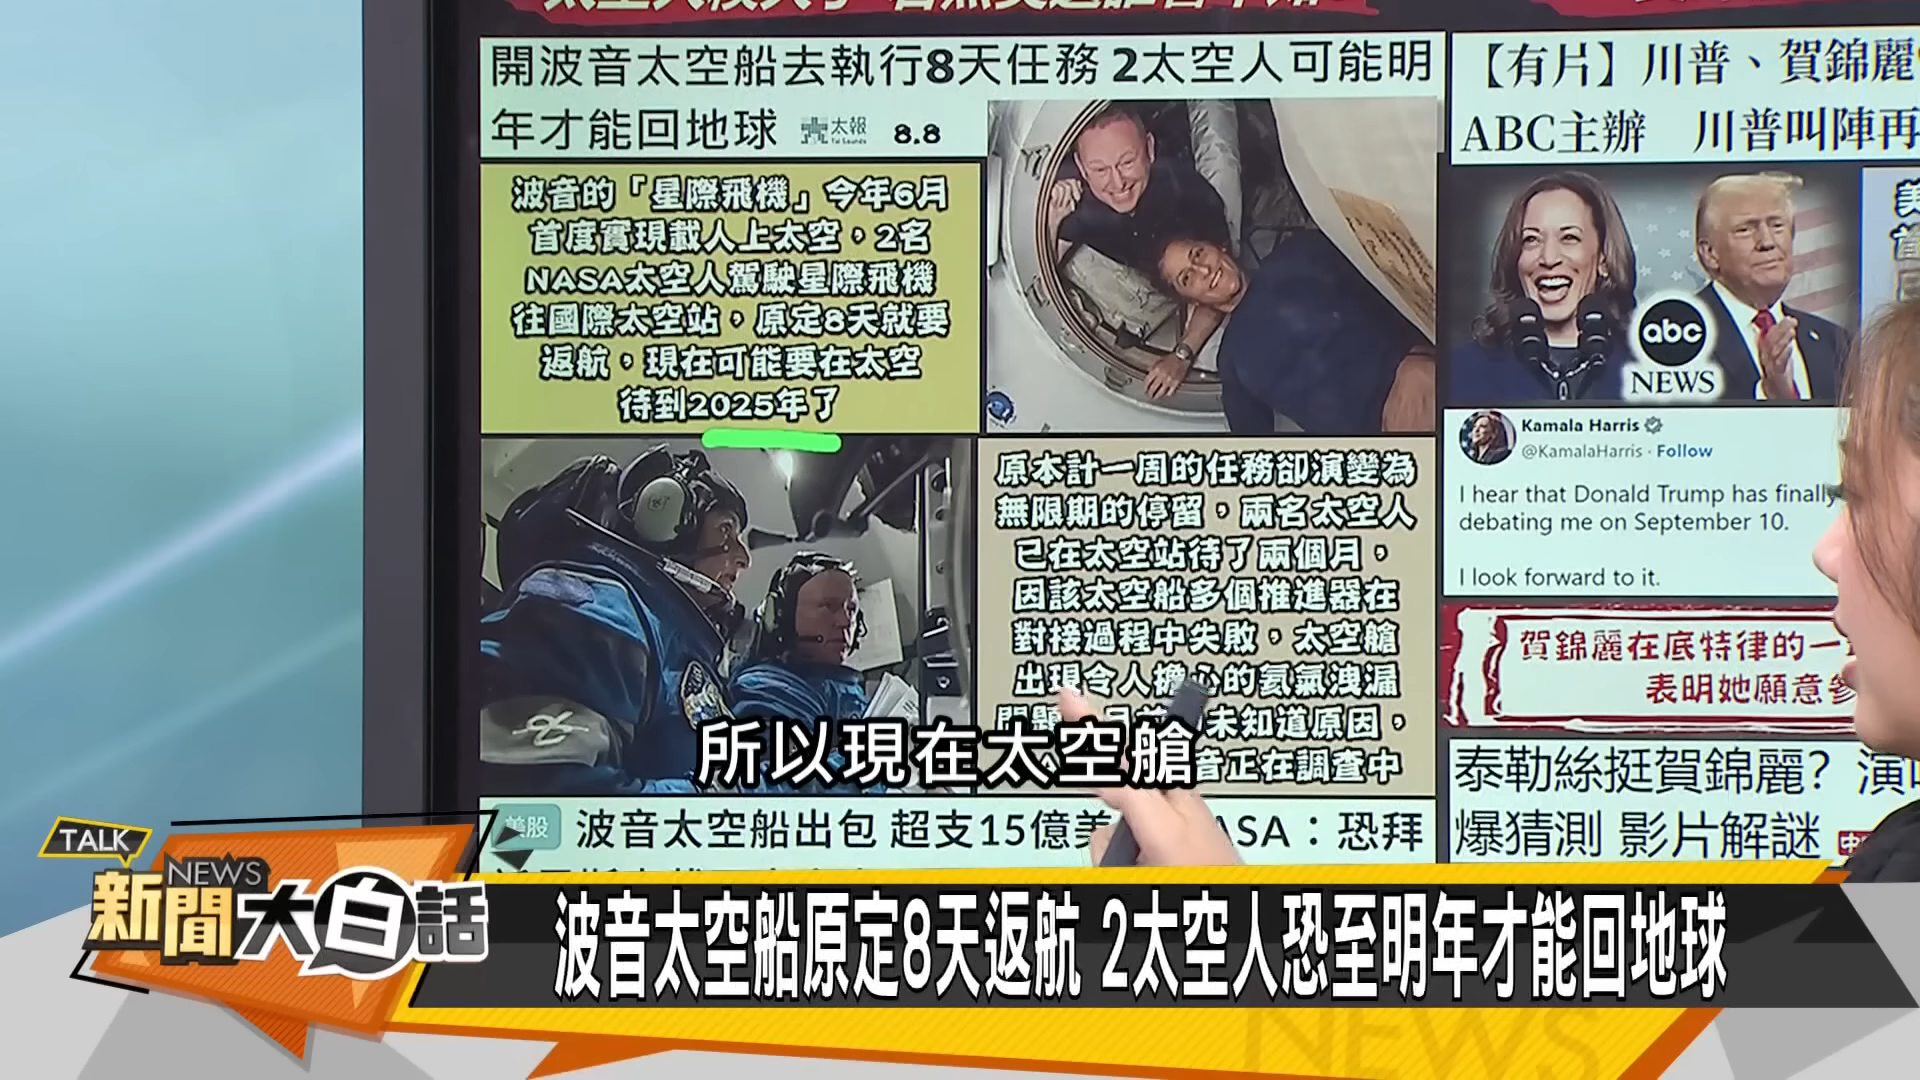 開波音太空船去執行8天任務 2太空人可能明
年才能回地球 太報 8.8
波音的「星際飛機」今年6月
首度實現載人上太空,2名
NASA太空人駕駛星際飛機
往國際太空站,原定8天就要
返航,現在可能要在太空
待到2025年了
原本計一周的任務卻演變為
無限期的停留,兩名太空人
已在太空站待了兩個月,
因該太空船多個推進器在
對接過程中失敗,太空艙
出現令人擔心的氦氣洩漏
問題 未知道原因,
音正在調查中
美股 波音太空船出包 超支15億美 ASA:恐拜
【有片】川普、賀錦麗
ABC主辦 川普叫陣再
abc
NEWS
Kamala Harris
@KamalaHarris · Follow
I hear that Donald Trump has finally
debating me on September 10.
I look forward to it.
賀錦麗在底特律的一
表明她願意參
泰勒絲挺賀錦麗? 演
爆猜測 影片解謎
所以現在太空艙
TALK
NEWS
新聞大白話
波音太空船原定8天返航 2太空人恐至明年才能回地球
NEWS